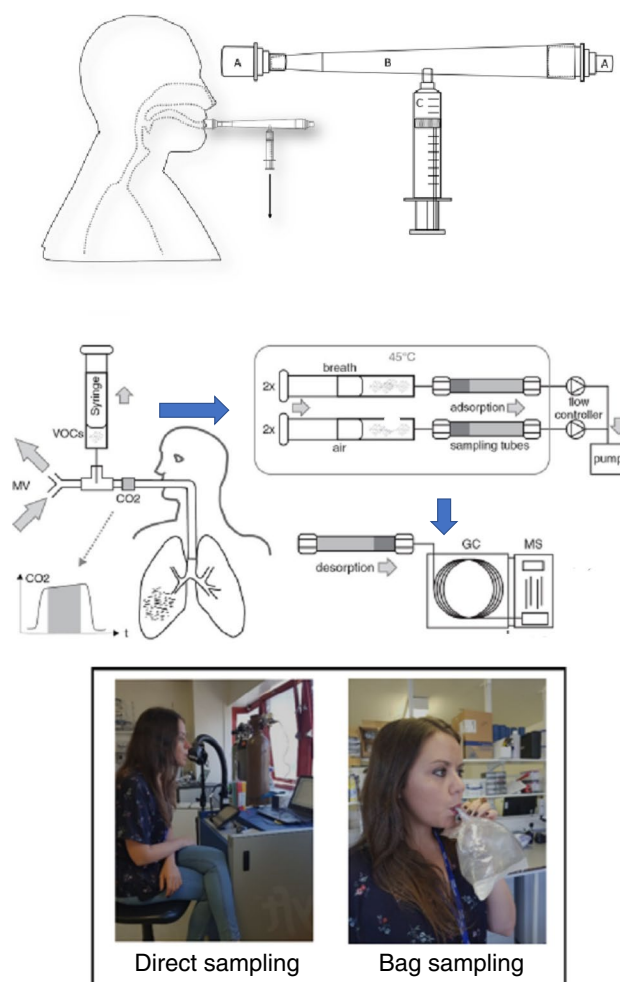 A
B
A
C
45°C
breath
2x
adsorption
flow
controller
2x
air
sampling tubes
pump
Syringe
VOCs
MV
CO2
CO2
t
GC
MS
desorption
Direct sampling
Bag sampling